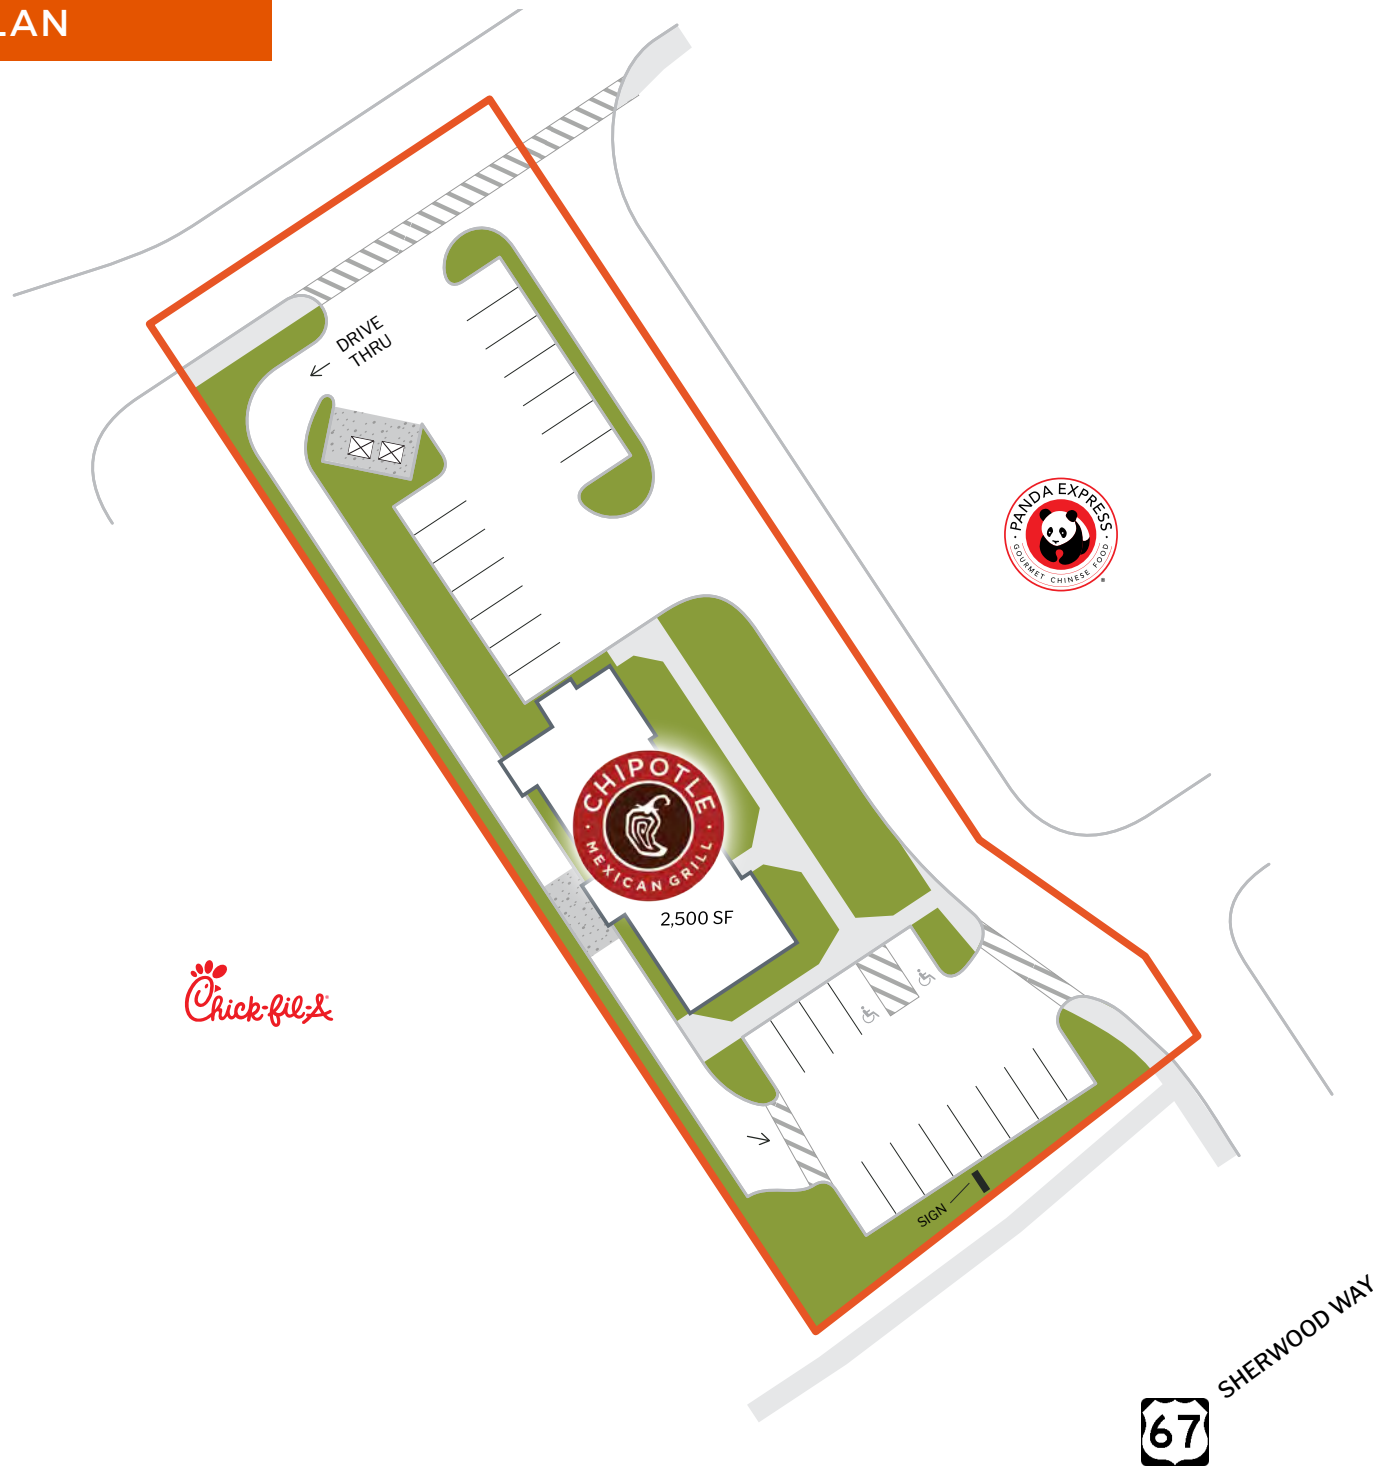 LAN
DRIVE
THRU
PANDA EXPRESS
GOURMET CHINESE FOOD
CHIPOTLE
MEXICAN GRILL
2,500 SF
Chick-fil-A
SIGN
SHERWOOD WAY
67